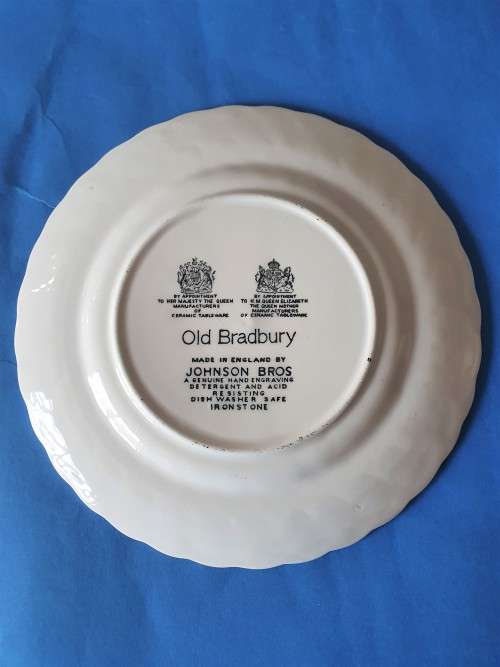 BY APPOINTMENT
TO HER MAJESTY THE QUEEN
MANUFACTURERS
OF
CERAMIC TABLEWARE
BY APPOINTMENT
TO H.M QUEEN ELIZABETH
THE QUEEN MOTHER
MANUFACTURERS
OF CERAMIC TABLEWARE
Old Bradbury
MADE IN ENGLAND BY
JOHNSON BROS
A GENUINE HAND ENGRAVING
DETERGENT AND ACID
RESISTING
DISH WASHER SAFE
IRONSTONE